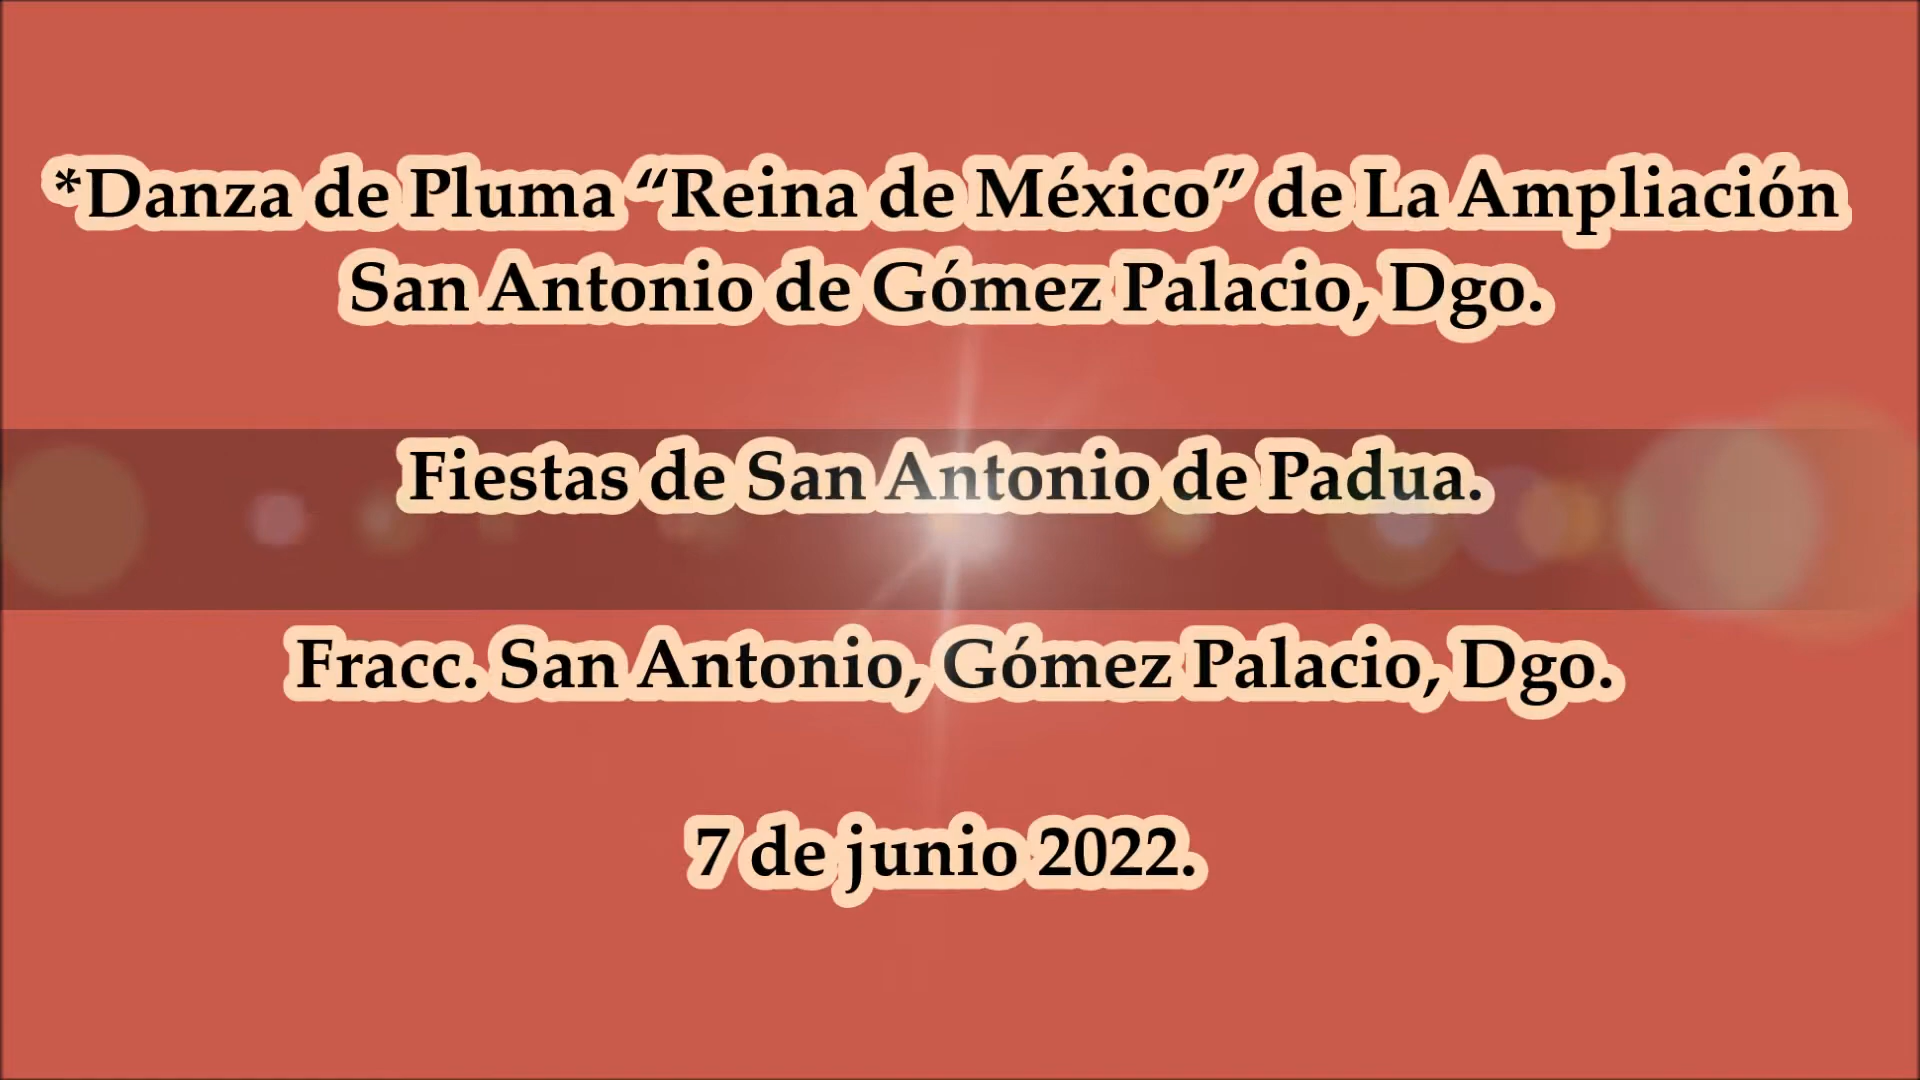 *Danza de Pluma “Reina de México” de La Ampliación
San Antonio de Gómez Palacio, Dgo.
Fiestas de San Antonio de Padua.
Fracc. San Antonio, Gómez Palacio, Dgo.
7 de junio 2022.